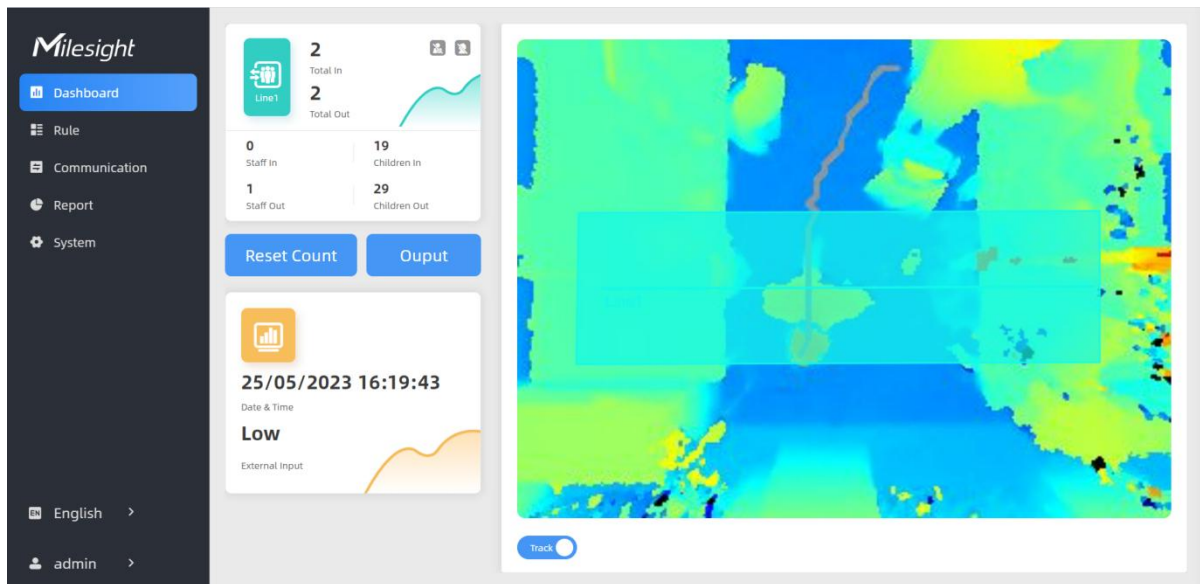 Milesight
Dashboard
Rule
Communication
Report
System
EN English >
admin >
Line1
2
Total In
2
Total Out
0
Staff In
19
Children In
1
Staff Out
29
Children Out
Reset Count
Ouput
25/05/2023 16:19:43
Date & Time
Low
External Input
Track